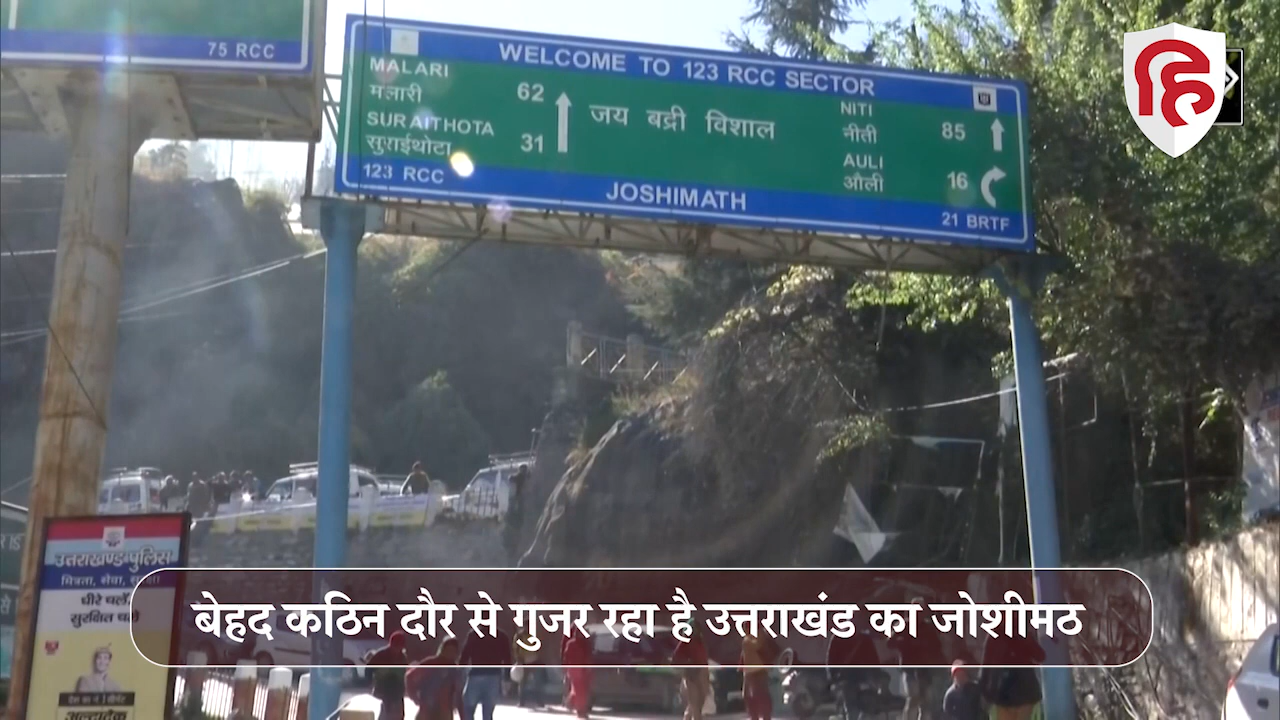 75 RCC
WELCOME TO 123 RCC SECTOR
MALARI
मलारी 62
SURAITHOTA
सुराईथोटा 31
जय बद्री विशाल
NITI
नीती 85
AULI
औली 16
123 RCC
JOSHIMATH
21 BRTF
हि
उत्तराखण्ड पुलिस
मित्रता, सेवा, सुरक्षा
धीरे चलें,
सुरक्षित चलें
बेहद कठिन दौर से गुजर रहा है उत्तराखंड का जोशीमठ